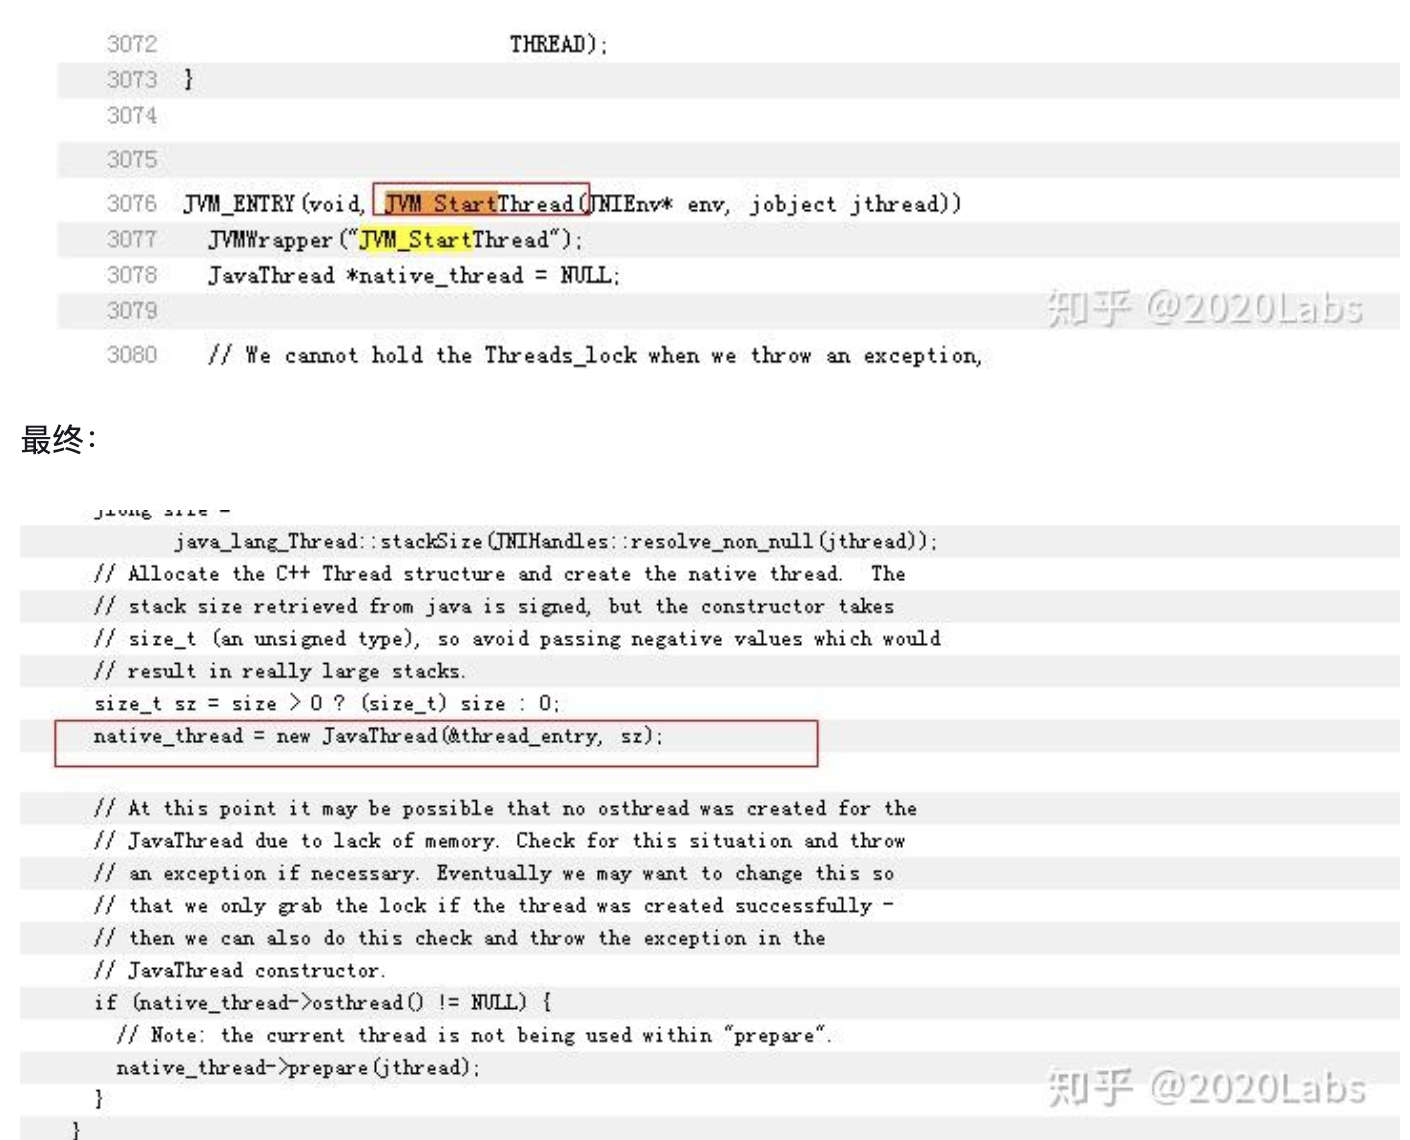 3072 THREAD);
3073 }
3074
3075
3076 JVM_ENTRY(void, JVM_StartThread(JNIEnv* env, jobject jthread))
3077 JVMWrapper("JVM_StartThread");
3078 JavaThread *native_thread = NULL;
3079
知乎 @2020Labs
3080 // We cannot hold the Threads_lock when we throw an exception,
最终：
jlong size =
java_lang_Thread::stackSize(JNIHandles::resolve_non_null(jthread));
// Allocate the C++ Thread structure and create the native thread. The
// stack size retrieved from java is signed, but the constructor takes
// size_t (an unsigned type), so avoid passing negative values which would
// result in really large stacks.
size_t sz = size > 0 ? (size_t) size : 0;
native_thread = new JavaThread(&thread_entry, sz);
// At this point it may be possible that no osthread was created for the
// JavaThread due to lack of memory. Check for this situation and throw
// an exception if necessary. Eventually we may want to change this so
// that we only grab the lock if the thread was created successfully -
// then we can also do this check and throw the exception in the
// JavaThread constructor.
if (native_thread->osthread() != NULL) {
// Note: the current thread is not being used within "prepare".
native_thread->prepare(jthread);
}
知乎 @2020Labs
}